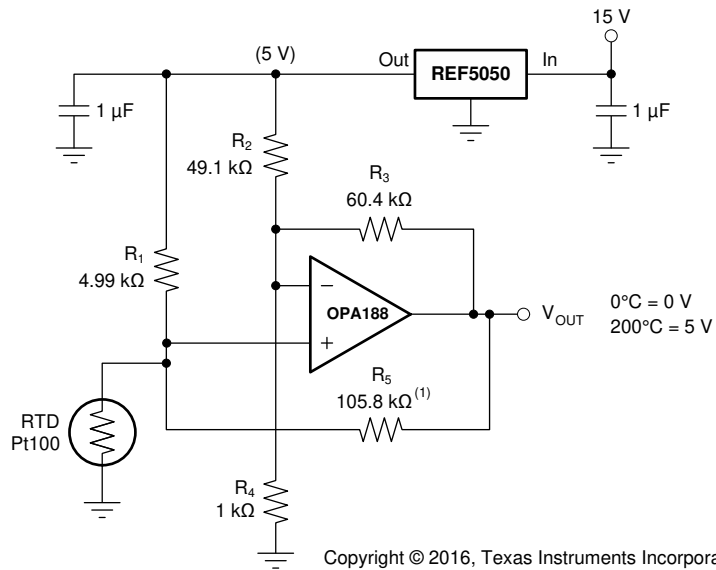 15 V
(5 V)
Out
REF5050
In
1 µF
1 µF
R₂
49.1 kΩ
R₃
60.4 kΩ
R₁
4.99 kΩ
−
OPA188
+
V_OUT
0°C = 0 V
200°C = 5 V
R₅
105.8 kΩ⁽¹⁾
RTD
Pt100
R₄
1 kΩ
Copyright © 2016, Texas Instruments Incorpora